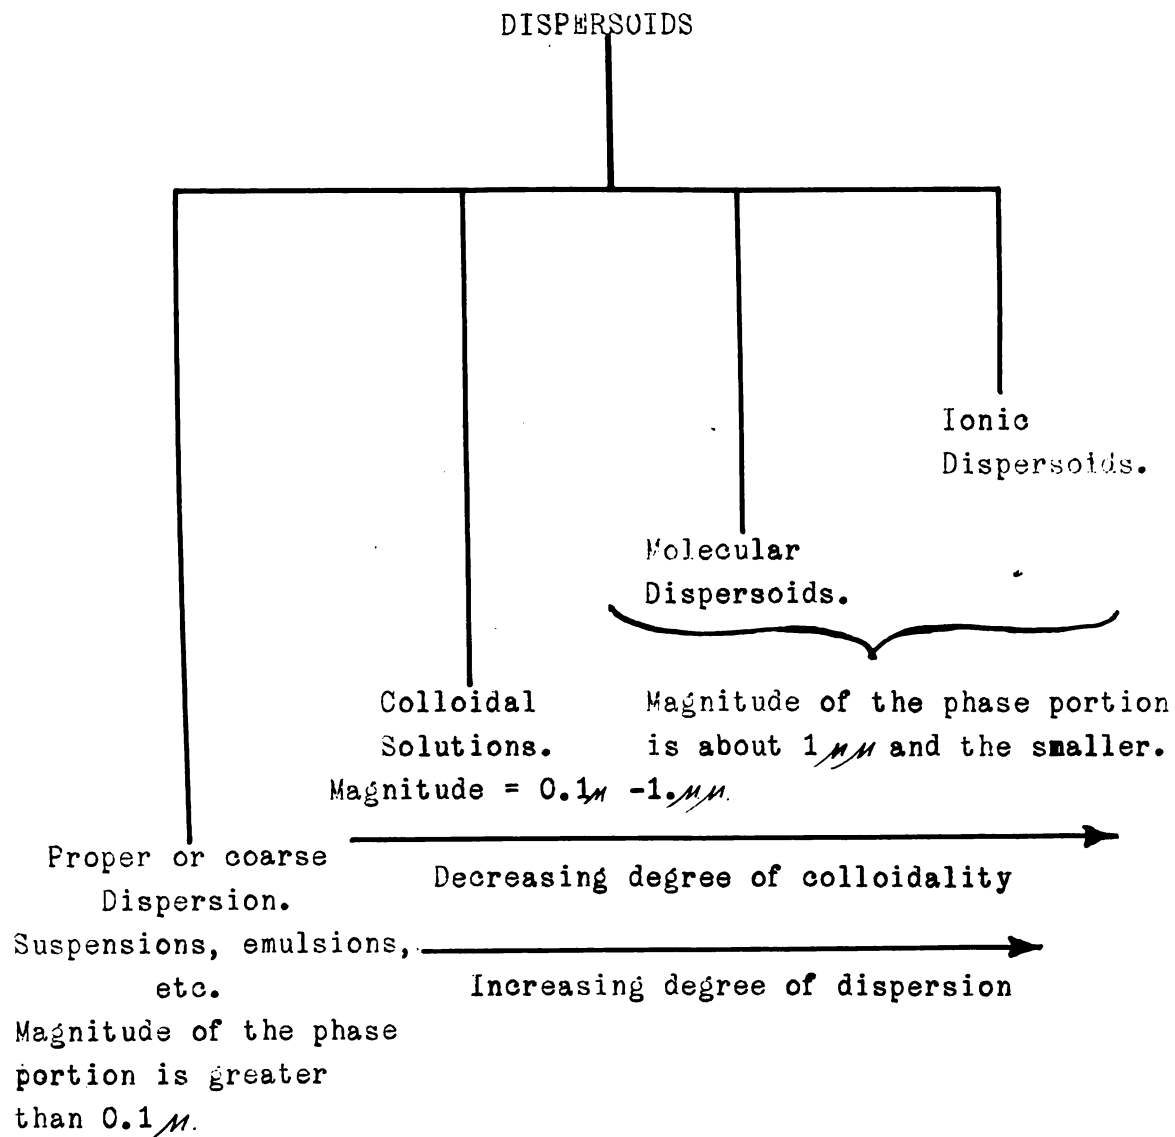 DISPERSOIDS
Ionic
Dispersoids.
Molecular
Dispersoids.
Colloidal
Solutions.
Magnitude = 0.1μ -1.μμ.
Magnitude of the phase portion
is about 1μμ and the smaller.
Proper or coarse
Dispersion.
Suspensions, emulsions,
etc.
Magnitude of the phase
portion is greater
than 0.1μ.
Decreasing degree of colloidality
Increasing degree of dispersion